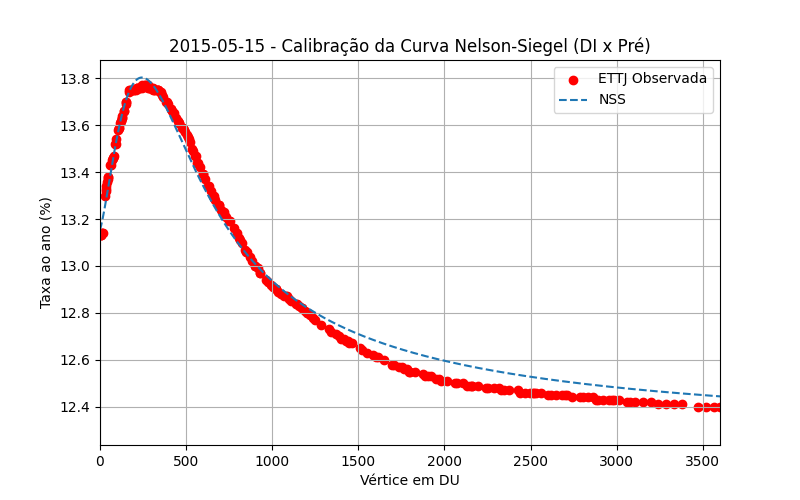 2015-05-15 - Calibração da Curva Nelson-Siegel (DI x Pré)
ETTJ Observada
NSS
Taxa ao ano (%)
13.8
13.6
13.4
13.2
13.0
12.8
12.6
12.4
0 500 1000 1500 2000 2500 3000 3500
Vértice em DU